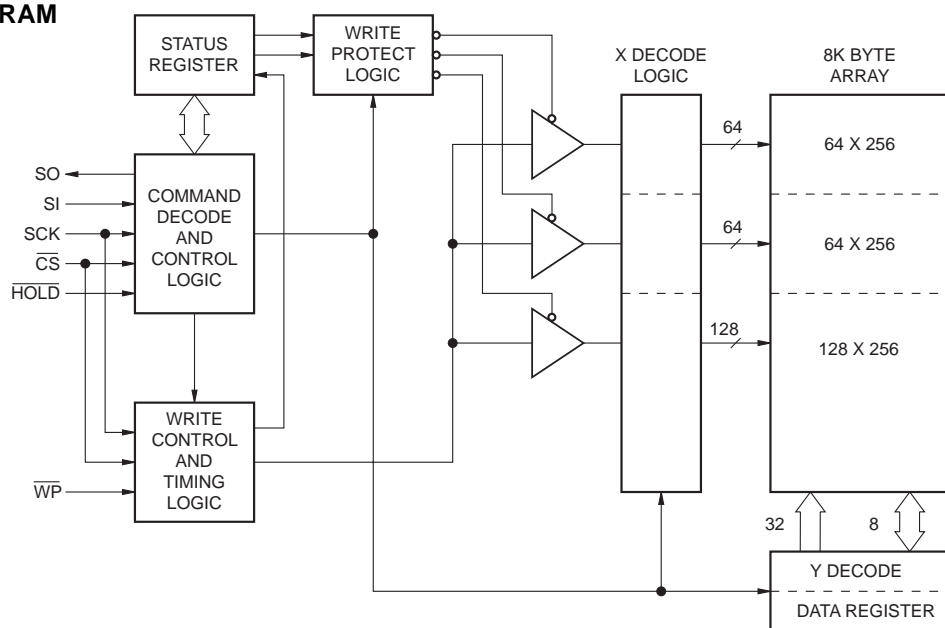 RAM
STATUS
REGISTER
WRITE
PROTECT
LOGIC
X DECODE
LOGIC
8K BYTE
ARRAY
SO
SI
SCK
CS
HOLD
WP
COMMAND
DECODE
AND
CONTROL
LOGIC
WRITE
CONTROL
AND
TIMING
LOGIC
64
64
128
64 X 256
64 X 256
128 X 256
32
8
Y DECODE
DATA REGISTER